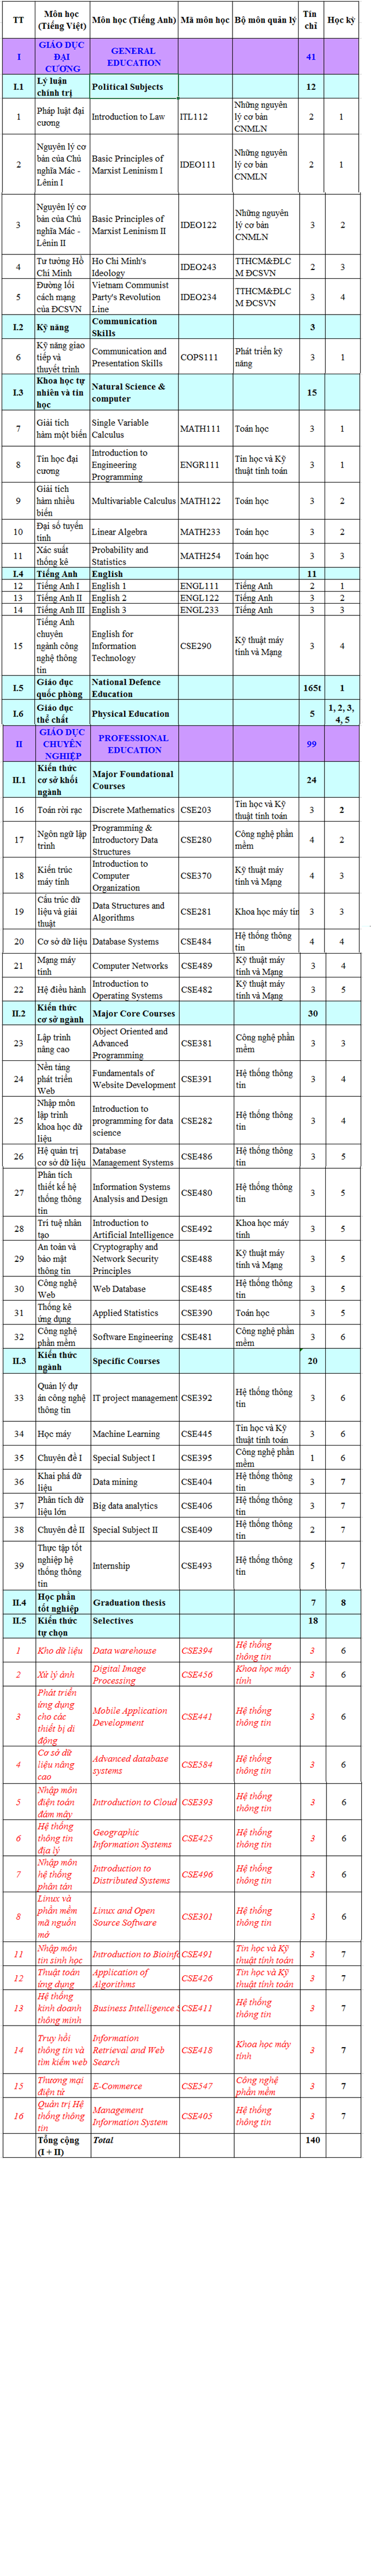 TT Môn học (Tiếng Việt) Môn học (Tiếng Anh) Mã môn học Bộ môn quản lý Tín chỉ Học kỳ
I GIÁO DỤC ĐẠI CƯƠNG GENERAL EDUCATION 41
I.1 Lý luận chính trị Political Subjects 12
1 Pháp luật đại cương Introduction to Law ITL112 Những nguyên lý cơ bản CNMLN 2 1
2 Nguyên lý cơ bản của Chủ nghĩa Mác - Lênin I Basic Principles of Marxist Leninism I IDEO111 Những nguyên lý cơ bản CNMLN 2 1
3 Nguyên lý cơ bản của Chủ nghĩa Mác - Lênin II Basic Principles of Marxist Leninism II IDEO122 Những nguyên lý cơ bản CNMLN 3 2
4 Tư tưởng Hồ Chí Minh Ho Chi Minh's Ideology IDEO243 TTHCM&ĐLCM ĐCSVN 2 3
5 Đường lối cách mạng của ĐCSVN Vietnam Communist Party's Revolution Line IDEO234 TTHCM&ĐLCM ĐCSVN 3 4
I.2 Kỹ năng Communication Skills 3
6 Kỹ năng giao tiếp và thuyết trình Communication and Presentation Skills COPS111 Phát triển kỹ năng 3 1
I.3 Khoa học tự nhiên và tin học Natural Science & computer 15
7 Giải tích hàm một biến Single Variable Calculus MATH111 Toán học 3 1
8 Tin học đại cương Introduction to Engineering Programming ENGR111 Tin học và Kỹ thuật tính toán 3 1
9 Giải tích hàm nhiều biến Multivariable Calculus MATH122 Toán học 3 2
10 Đại số tuyến tính Linear Algebra MATH233 Toán học 3 2
11 Xác suất thống kê Probability and Statistics MATH254 Toán học 3 3
I.4 Tiếng Anh English 11
12 Tiếng Anh I English 1 ENGL111 Tiếng Anh 2 1
13 Tiếng Anh II English 2 ENGL122 Tiếng Anh 3 2
14 Tiếng Anh III English 3 ENGL233 Tiếng Anh 3 3
15 Tiếng Anh chuyên ngành công nghệ thông tin English for Information Technology CSE290 Kỹ thuật máy tính và Mạng 3 4
I.5 Giáo dục quốc phòng National Defence Education 165t 1
I.6 Giáo dục thể chất Physical Education 5 1, 2, 3, 4, 5
II GIÁO DỤC CHUYÊN NGHIỆP PROFESSIONAL EDUCATION 99
II.1 Kiến thức cơ sở khối ngành Major Foundational Courses 24
16 Toán rời rạc Discrete Mathematics CSE203 Tin học và Kỹ thuật tính toán 3 2
17 Ngôn ngữ lập trình Programming & Introductory Data Structures CSE280 Công nghệ phần mềm 4 2
18 Kiến trúc máy tính Introduction to Computer Organization CSE370 Kỹ thuật máy tính và Mạng 4 3
19 Cấu trúc dữ liệu và giải thuật Data Structures and Algorithms CSE281 Khoa học máy tín 3 3
20 Cơ sở dữ liệu Database Systems CSE484 Hệ thống thông tin 4 4
21 Mạng máy tính Computer Networks CSE489 Kỹ thuật máy tính và Mạng 3 4
22 Hệ điều hành Introduction to Operating Systems CSE482 Kỹ thuật máy tính và Mạng 3 5
II.2 Kiến thức cơ sở ngành Major Core Courses 30
23 Lập trình nâng cao Object Oriented and Advanced Programming CSE381 Công nghệ phần mềm 3 3
24 Nền tảng phát triển Web Fundamentals of Website Development CSE391 Hệ thống thông tin 3 4
25 Nhập môn lập trình khoa học dữ liệu Introduction to programming for data science CSE282 Hệ thống thông tin 3 4
26 Hệ quản trị cơ sở dữ liệu Database Management Systems CSE486 Hệ thống thông tin 3 5
27 Phân tích thiết kế hệ thống thông tin Information Systems Analysis and Design CSE480 Hệ thống thông tin 3 5
28 Trí tuệ nhân tạo Introduction to Artificial Intelligence CSE492 Khoa học máy tính 3 5
29 An toàn và bảo mật thông tin Cryptography and Network Security Principles CSE488 Kỹ thuật máy tính và Mạng 3 5
30 Công nghệ Web Web Database CSE485 Hệ thống thông tin 3 5
31 Thống kê ứng dụng Applied Statistics CSE390 Toán học 3 5
32 Công nghệ phần mềm Software Engineering CSE481 Công nghệ phần mềm 3 6
II.3 Kiến thức ngành Specific Courses 20
33 Quản lý dự án công nghệ thông tin IT project management CSE392 Hệ thống thông tin 3 6
34 Học máy Machine Learning CSE445 Tin học và Kỹ thuật tính toán 3 6
35 Chuyên đề I Special Subject I CSE395 Công nghệ phần mềm 1 6
36 Khai phá dữ liệu Data mining CSE404 Hệ thống thông tin 3 7
37 Phân tích dữ liệu lớn Big data analytics CSE406 Hệ thống thông tin 3 7
38 Chuyên đề II Special Subject II CSE409 Hệ thống thông tin 2 7
39 Thực tập tốt nghiệp hệ thống thông tin Internship CSE493 Hệ thống thông tin 5 7
II.4 Học phần tốt nghiệp Graduation thesis 7 8
II.5 Kiến thức tự chọn Selectives 18
1 Kho dữ liệu Data warehouse CSE394 Hệ thống thông tin 3 6
2 Xử lý ảnh Digital Image Processing CSE456 Khoa học máy tính 3 6
3 Phát triển ứng dụng cho các thiết bị di động Mobile Application Development CSE441 Hệ thống thông tin 3 6
4 Cơ sở dữ liệu nâng cao Advanced database systems CSE584 Hệ thống thông tin 3 6
5 Nhập môn điện toán đám mây Introduction to Cloud CSE393 Hệ thống thông tin 3 6
6 Hệ thống thông tin địa lý Geographic Information Systems CSE425 Hệ thống thông tin 3 6
7 Nhập môn hệ thống phân tán Introduction to Distributed Systems CSE496 Hệ thống thông tin 3 6
8 Linux và phần mềm mã nguồn mở Linux and Open Source Software CSE301 Hệ thống thông tin 3 6
11 Nhập môn tin sinh học Introduction to Bioinfo CSE491 Tin học và Kỹ thuật tính toán 3 7
12 Thuật toán ứng dụng Application of Algorithms CSE426 Tin học và Kỹ thuật tính toán 3 7
13 Hệ thống kinh doanh thông minh Business Intelligence S CSE411 Hệ thống thông tin 3 7
14 Truy hồi thông tin và tìm kiếm web Information Retrieval and Web Search CSE418 Khoa học máy tính 3 7
15 Thương mại điện tử E-Commerce CSE547 Công nghệ phần mềm 3 7
16 Quản trị Hệ thống thông tin Management Information System CSE405 Hệ thống thông tin 3 7
Tổng cộng (I + II) Total 140